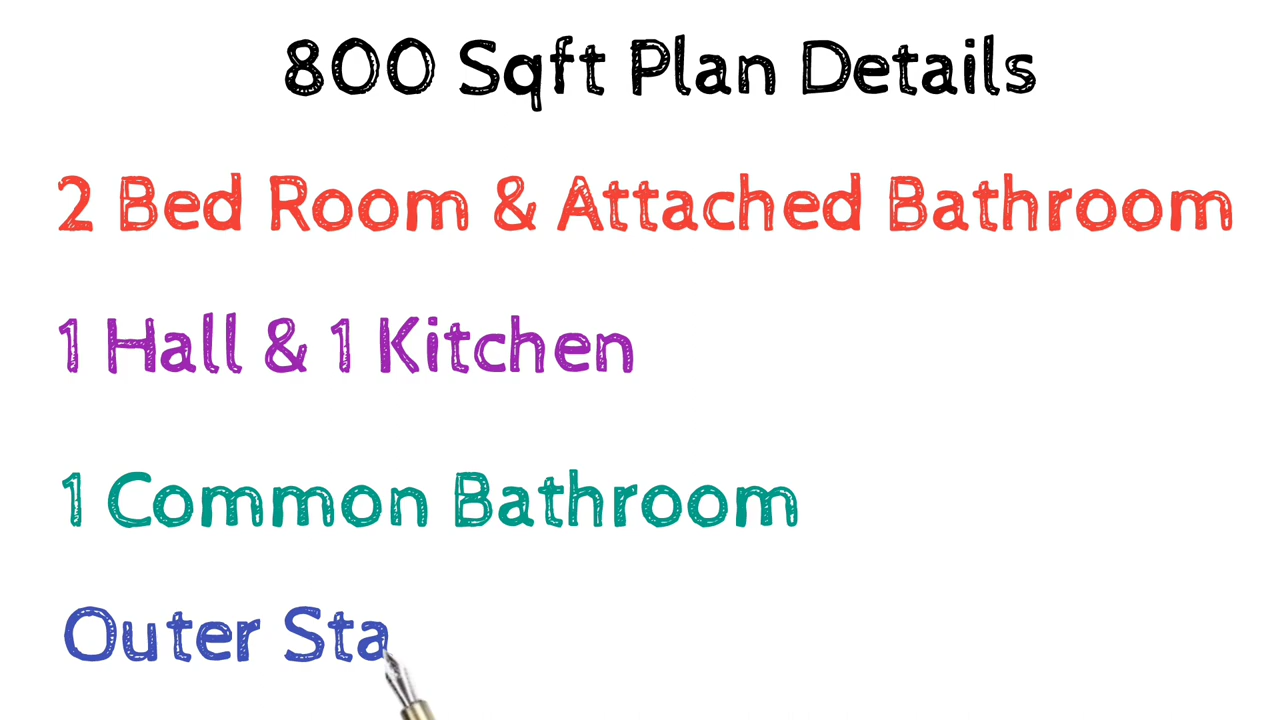 800 Sqft Plan Details
2 Bed Room & Attached Bathroom
1 Hall & 1 Kitchen
1 Common Bathroom
Outer Sta